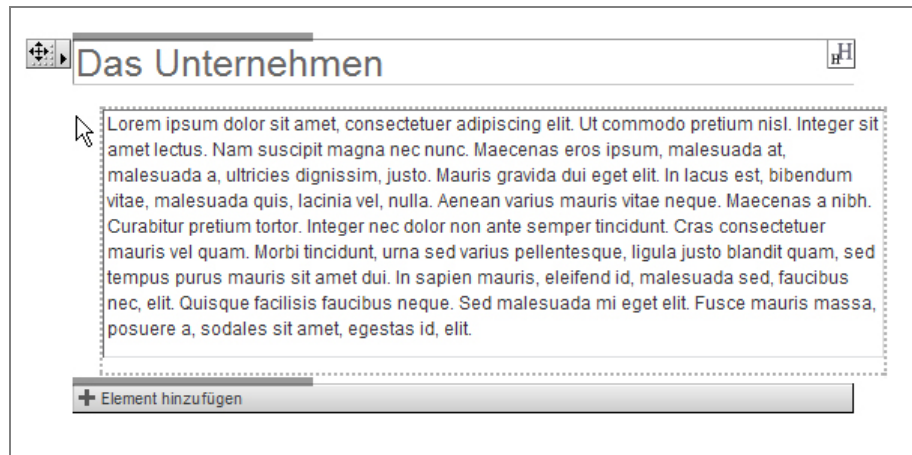 Das Unternehmen
HH
Lorem ipsum dolor sit amet, consectetuer adipiscing elit. Ut commodo pretium nisl. Integer sit
amet lectus. Nam suscipit magna nec nunc. Maecenas eros ipsum, malesuada at,
malesuada a, ultricies dignissim, justo. Mauris gravida dui eget elit. In lacus est, bibendum
vitae, malesuada quis, lacinia vel, nulla. Aenean varius mauris vitae neque. Maecenas a nibh.
Curabitur pretium tortor. Integer nec dolor non ante semper tincidunt. Cras consectetuer
mauris vel quam. Morbi tincidunt, urna sed varius pellentesque, ligula justo blandit quam, sed
tempus purus mauris sit amet dui. In sapien mauris, eleifend id, malesuada sed, faucibus
nec, elit. Quisque facilisis faucibus neque. Sed malesuada mi eget elit. Fusce mauris massa,
posuere a, sodales sit amet, egestas id, elit.
Element hinzufügen